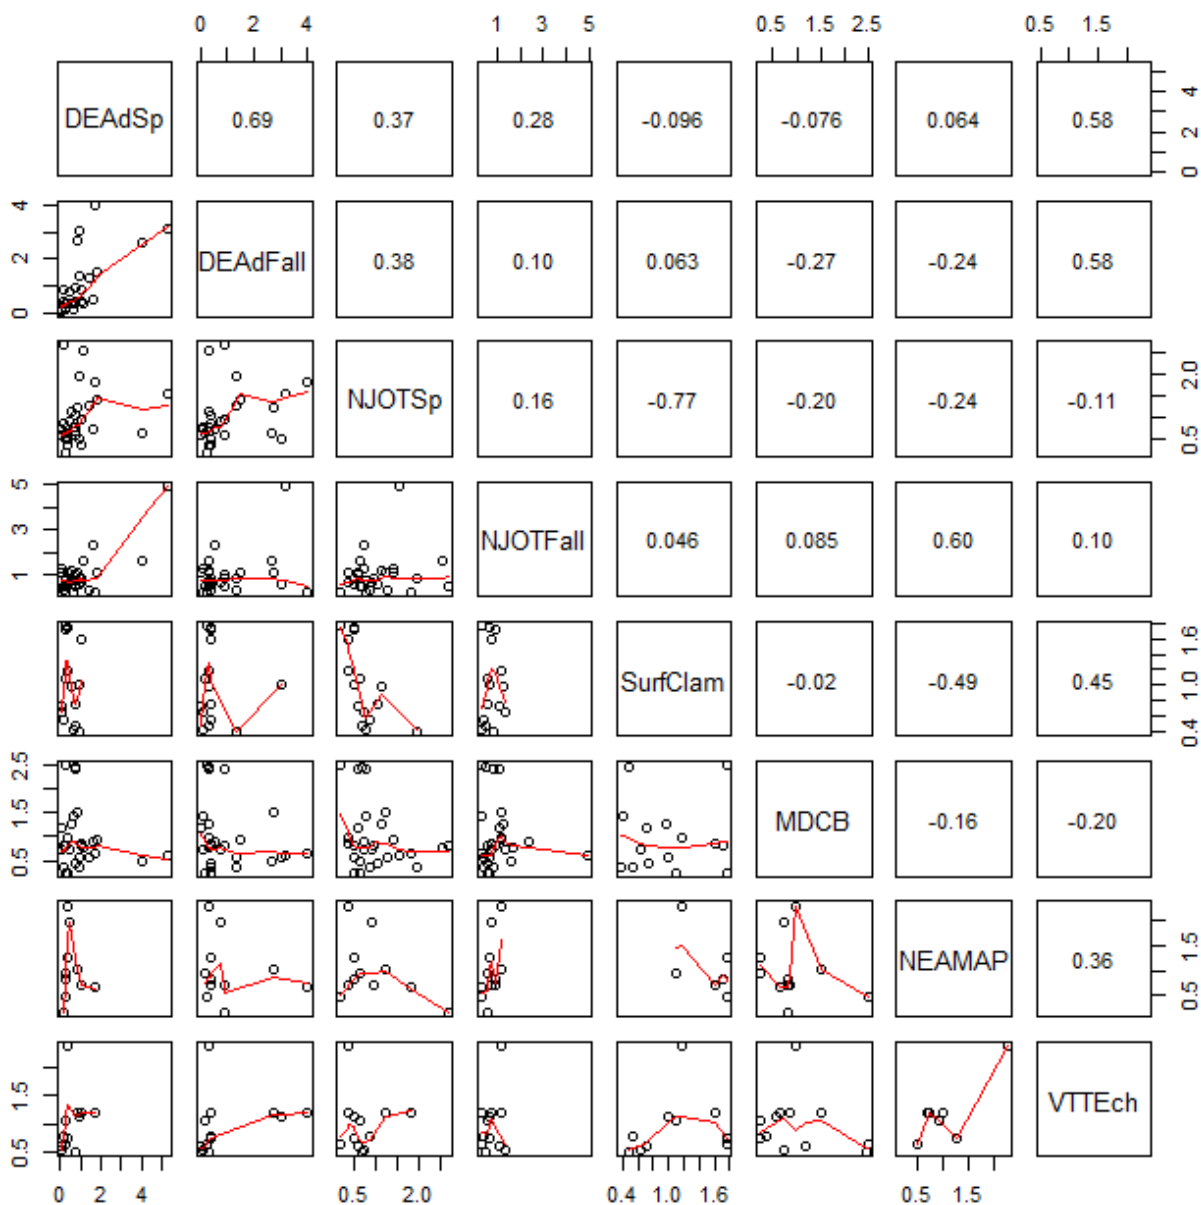 0 2 4 1 3 5 0.5 1.5 2.5 0.5 1.5
DEAdSp 0.69 0.37 0.28 -0.096 -0.076 0.064 0.58 0 2 4
0 2 4 DEAdFall 0.38 0.10 0.063 -0.27 -0.24 0.58
NJOTSp 0.16 -0.77 -0.20 -0.24 -0.11 0.5 2.0
1 3 5 NJOTFall 0.046 0.085 0.60 0.10
SurfClam -0.02 -0.49 0.45 0.4 1.0 1.6
0.5 1.5 2.5 MDCB -0.16 -0.20
NEAMAP 0.36 0.5 1.5
0.5 1.5 VTTEch
0 2 4 0.5 2.0 0.4 1.0 1.6 0.5 1.5